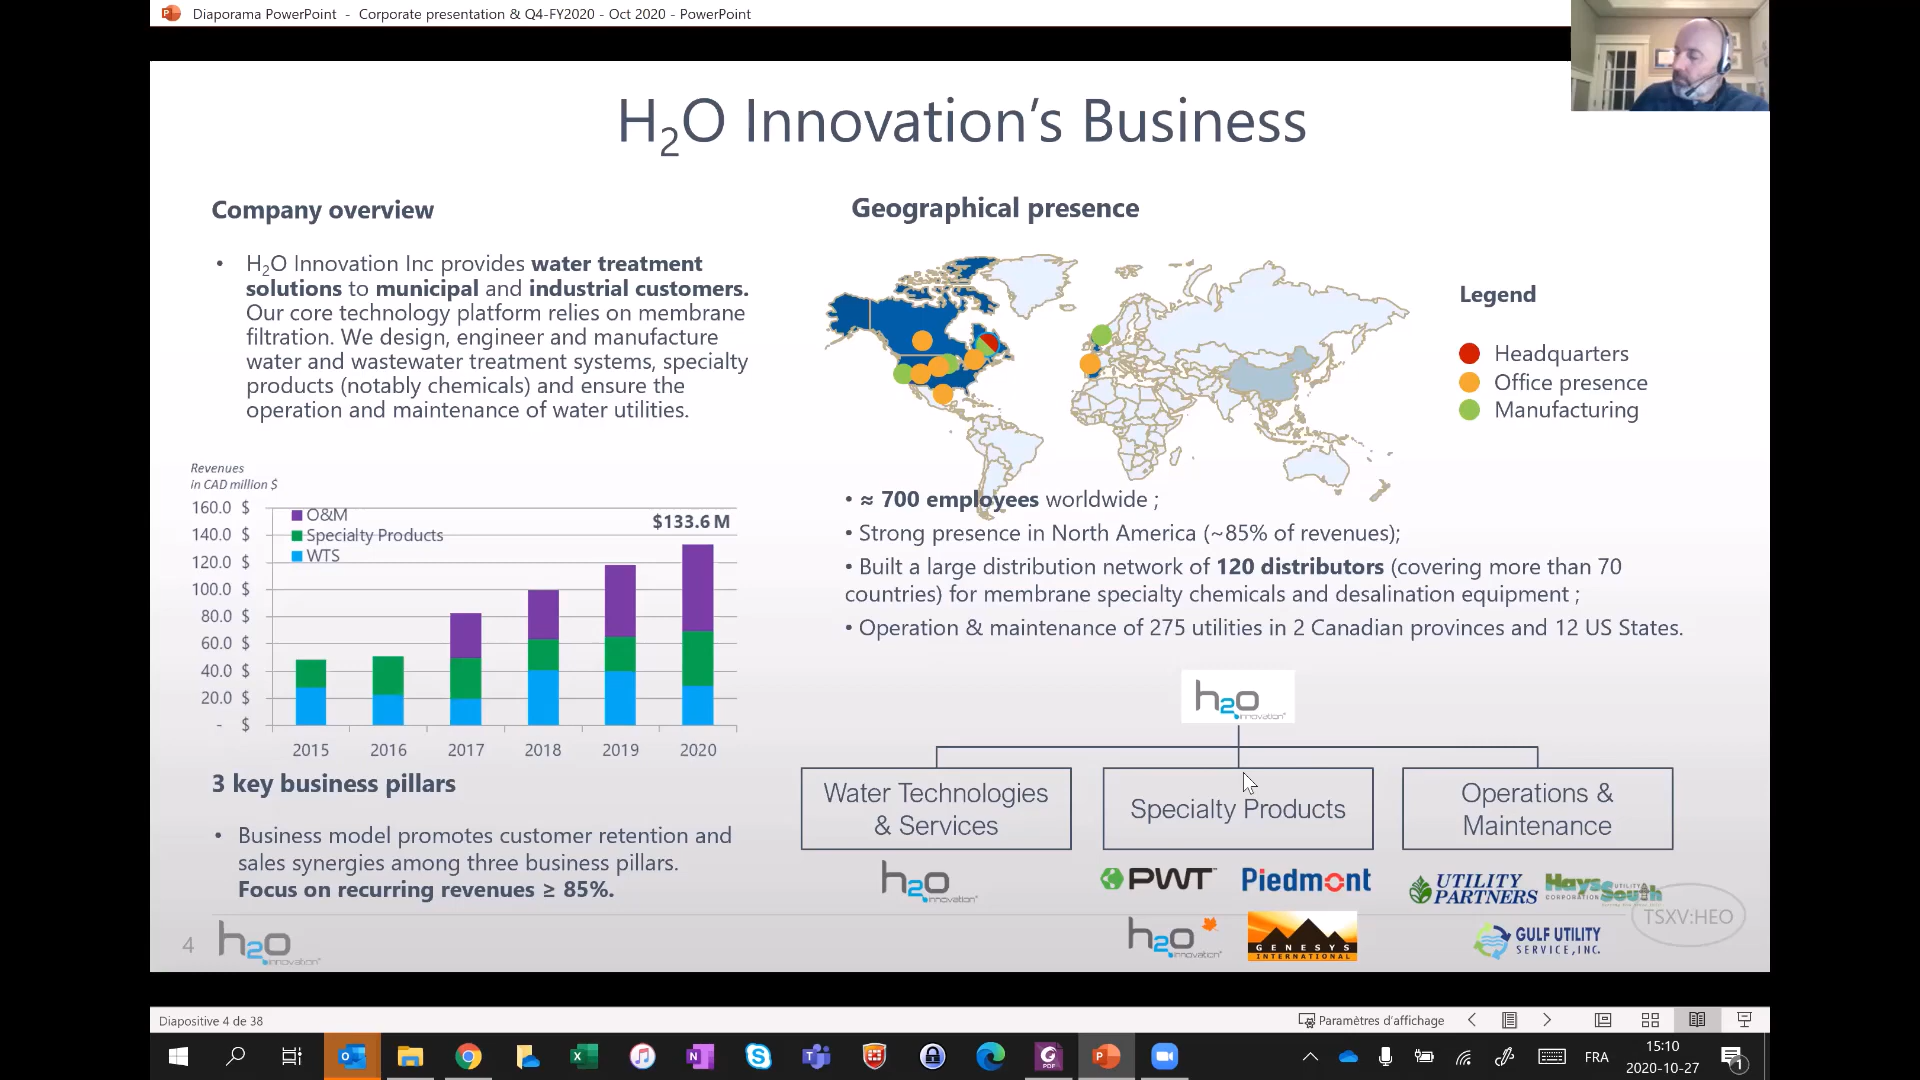 Diaporama PowerPoint - Corporate presentation & Q4-FY2020 - Oct 2020 - PowerPoint
H2O Innovation's Business
Company overview
• H2O Innovation Inc provides water treatment
solutions to municipal and industrial customers.
Our core technology platform relies on membrane
filtration. We design, engineer and manufacture
water and wastewater treatment systems, specialty
products (notably chemicals) and ensure the
operation and maintenance of water utilities.
Revenues
in CAD million $
160.0 $
140.0 $
120.0 $
100.0 $
80.0 $
60.0 $
40.0 $
20.0 $
- $
O&M
Specialty Products
WTS
$133.6 M
2015 2016 2017 2018 2019 2020
3 key business pillars
• Business model promotes customer retention and
sales synergies among three business pillars.
Focus on recurring revenues ≥ 85%.
4
h2o
innovation
Geographical presence
Legend
Headquarters
Office presence
Manufacturing
• ≈ 700 employees worldwide ;
• Strong presence in North America (~85% of revenues);
• Built a large distribution network of 120 distributors (covering more than 70
countries) for membrane specialty chemicals and desalination equipment ;
• Operation & maintenance of 275 utilities in 2 Canadian provinces and 12 US States.
h2o
innovation
Water Technologies
& Services
Specialty Products
Operations &
Maintenance
h2o
innovation
PWT
Piedmont
h2o
innovation
GENESYS
INTERNATIONAL
UTILITY
PARTNERS
Hays
UTILITY
South
CORPORATION
TSXV:HEO
GULF UTILITY
SERVICE, INC.
Diapositive 4 de 38
Paramètres d'affichage
FRA
15:10
2020-10-27
1